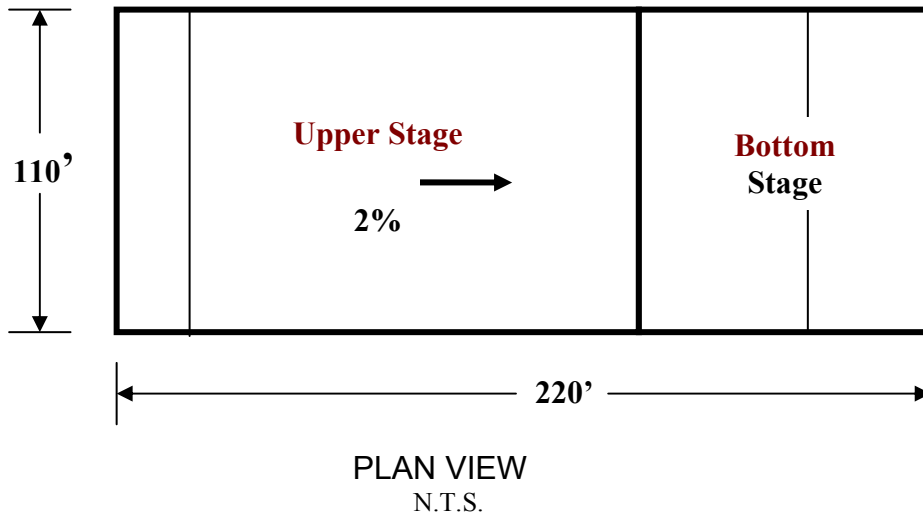 Upper Stage
110’
Bottom
Stage
2%
220’
PLAN VIEW
N.T.S.